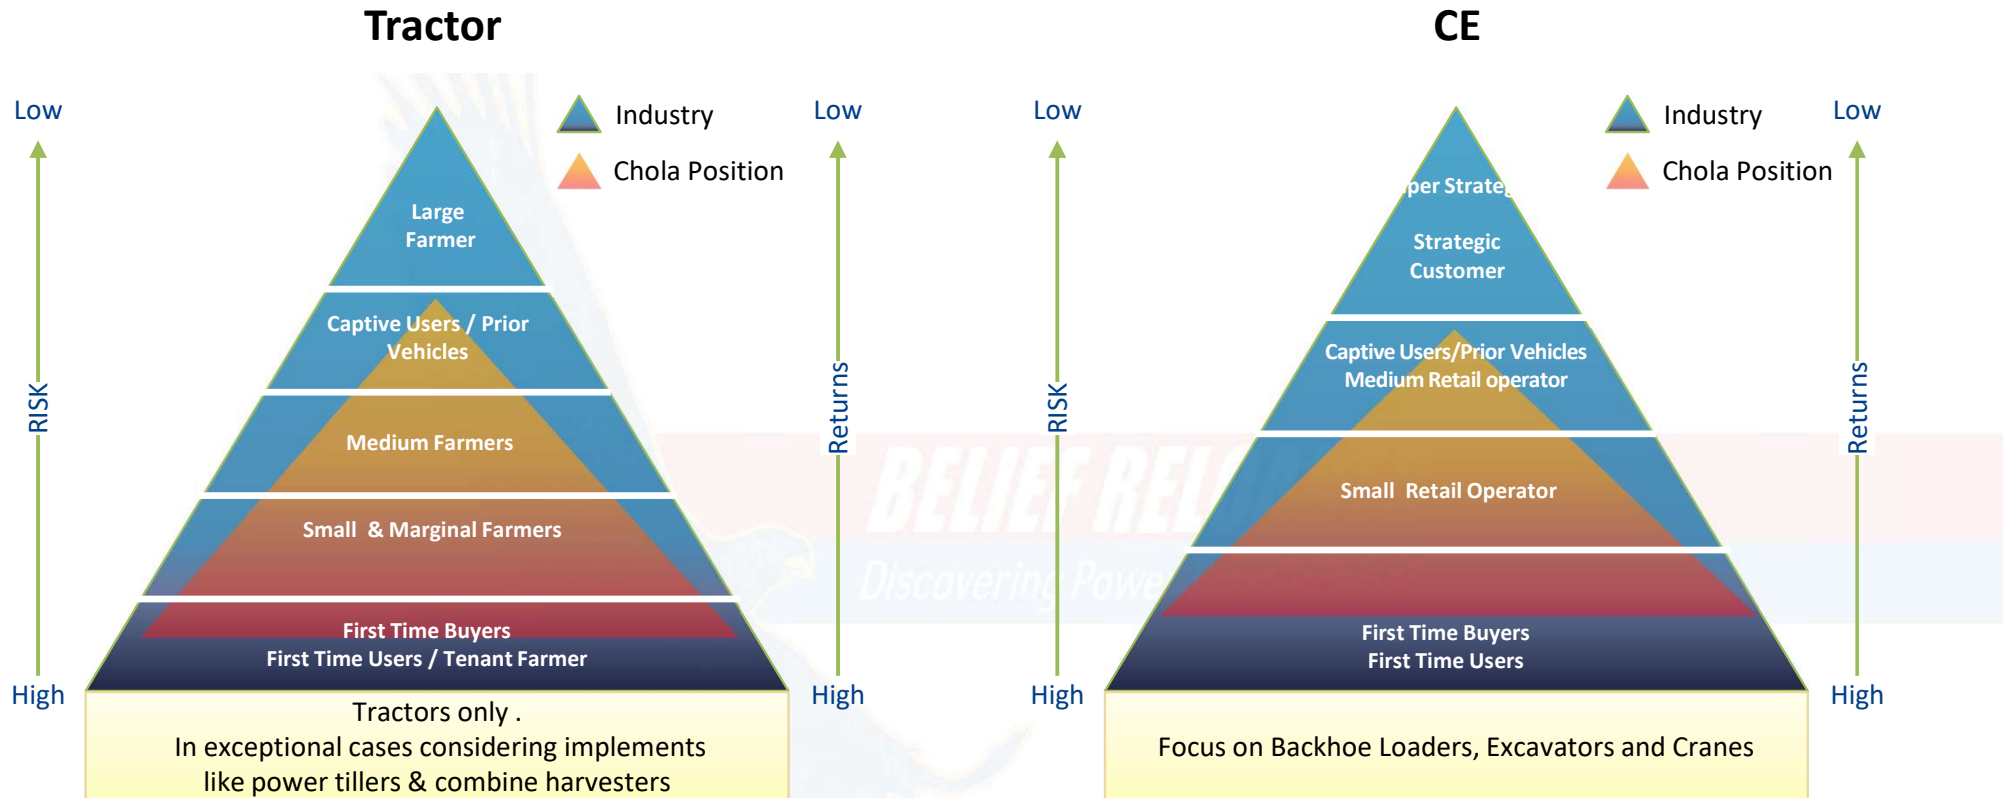 Tractor
Low
Industry
Chola Position
Low
Large
Farmer
Captive Users / Prior
Vehicles
RISK
Returns
Medium Farmers
Small & Marginal Farmers
First Time Buyers
First Time Users / Tenant Farmer
High
High
Tractors only .
In exceptional cases considering implements
like power tillers & combine harvesters
CE
Low
Industry
Chola Position
Low
Strategic
Customer
Captive Users/Prior Vehicles
Medium Retail operator
RISK
Returns
Small Retail Operator
First Time Buyers
First Time Users
High
High
Focus on Backhoe Loaders, Excavators and Cranes
BELIEF
Discovering